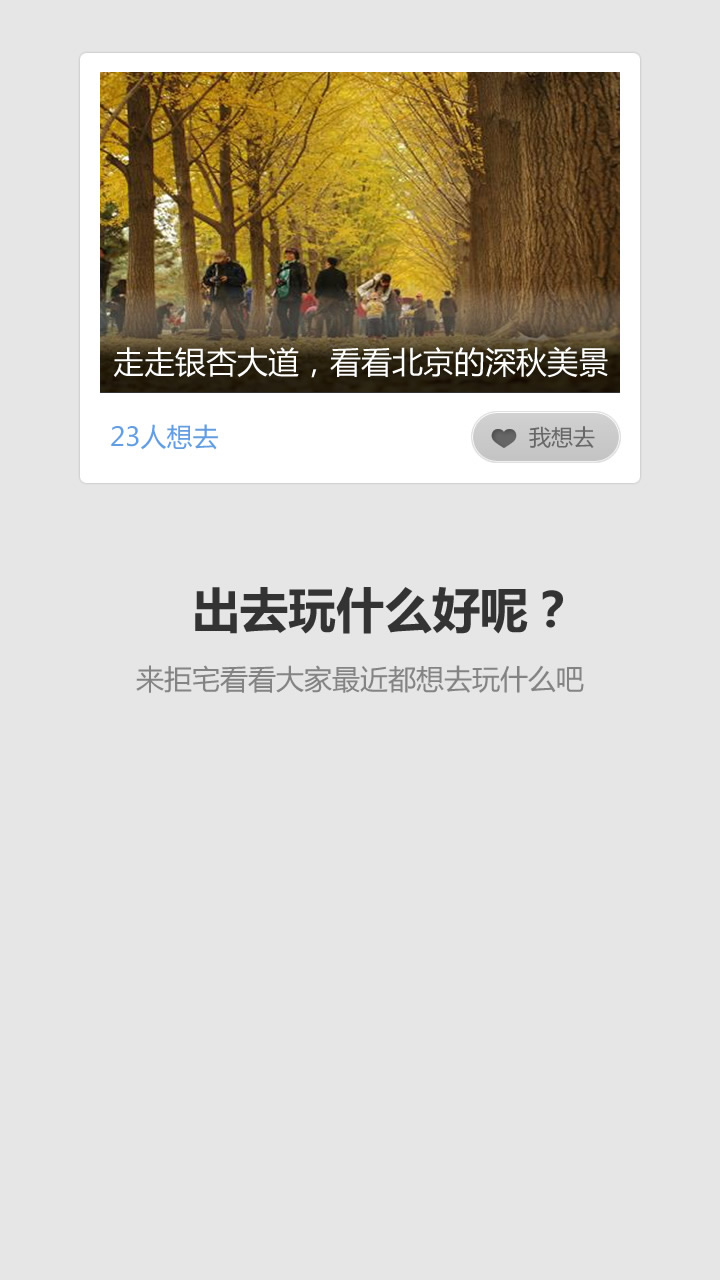 走走银杏大道，看看北京的深秋美景
23人想去
我想去
出去玩什么好呢？
来拒宅看看大家最近都想去玩什么吧